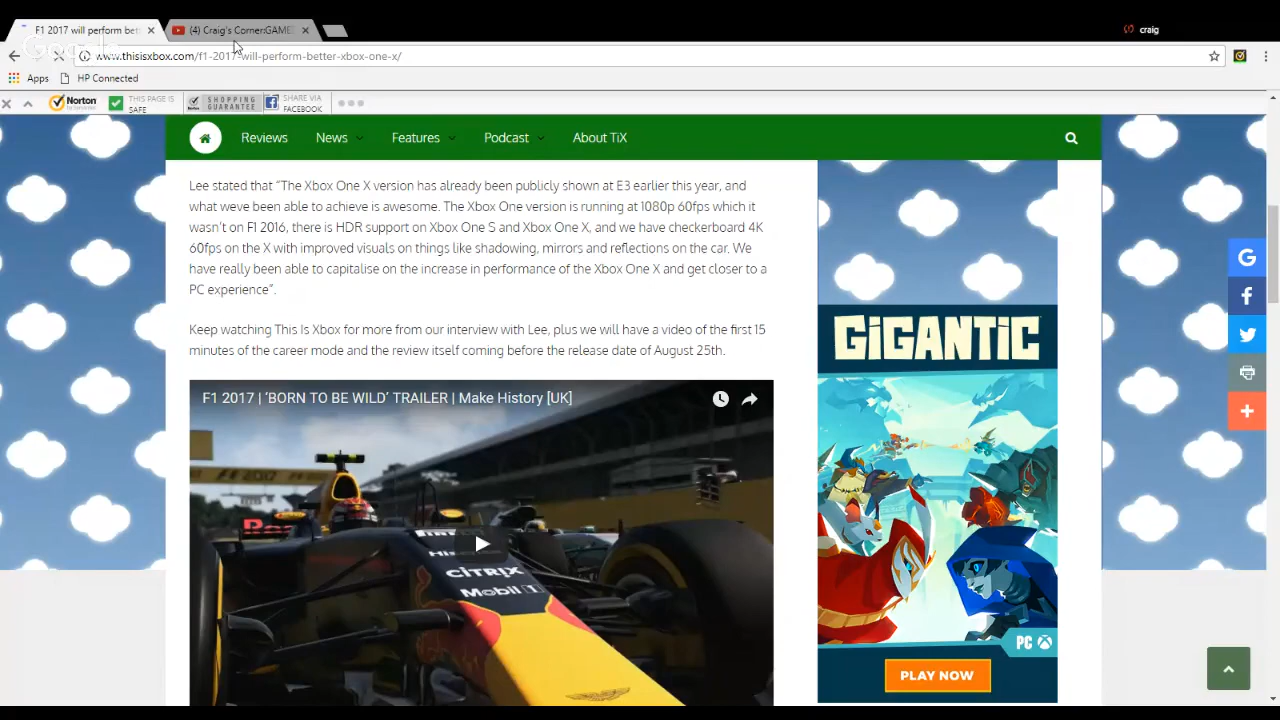 F1 2017 will perform bet
(4) Craig's Corner:GAME
craig
Google
www.thisisxbox.com/f1-2017-will-perform-better-xbox-one-x/
Apps
HP Connected
Norton
by Symantec
THIS PAGE IS
SAFE
SHOPPING
GUARANTEE
SHARE VIA
FACEBOOK
Reviews
News
Features
Podcast
About TiX
Lee stated that “The Xbox One X version has already been publicly shown at E3 earlier this year, and
what weve been able to achieve is awesome. The Xbox One version is running at 1080p 60fps which it
wasn’t on F1 2016, there is HDR support on Xbox One S and Xbox One X, and we have checkerboard 4K
60fps on the X with improved visuals on things like shadowing, mirrors and reflections on the car. We
have really been able to capitalise on the increase in performance of the Xbox One X and get closer to a
PC experience”.
Keep watching This Is Xbox for more from our interview with Lee, plus we will have a video of the first 15
minutes of the career mode and the review itself coming before the release date of August 25th.
F1 2017 | ‘BORN TO BE WILD’ TRAILER | Make History [UK]
CITRIX
Mobil 1
GIGANTIC
PC
PLAY NOW